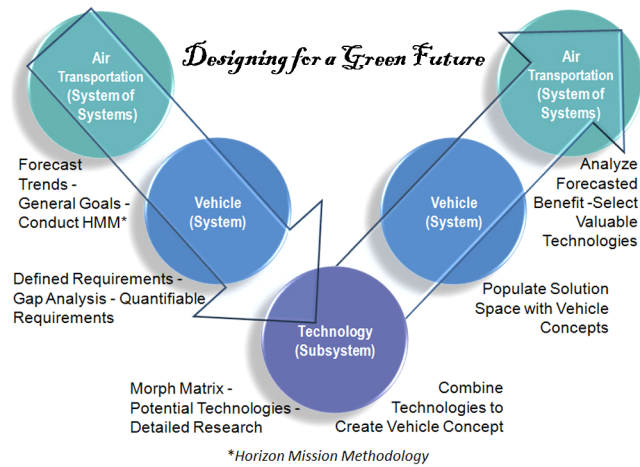 Designing for a Green Future
Air
Transportation
(System of
Systems)
Forecast
Trends -
General Goals -
Conduct HMM*
Vehicle
(System)
Defined Requirements -
Gap Analysis - Quantifiable
Requirements
Technology
(Subsystem)
Morph Matrix -
Potential Technologies -
Detailed Research
Combine
Technologies to
Create Vehicle Concept
Vehicle
(System)
Populate Solution
Space with Vehicle
Concepts
Air
Transportation
(System of
Systems)
Analyze
Forecasted
Benefit -Select
Valuable
Technologies
*Horizon Mission Methodology